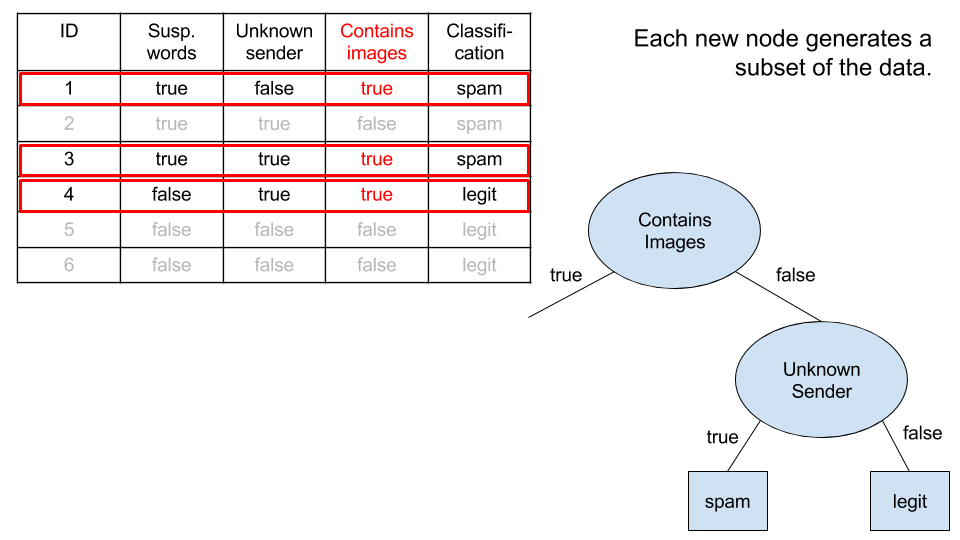 ID Susp. words Unknown sender Contains images Classifi-cation
1 true false true spam
2 true true false spam
3 true true true spam
4 false true true legit
5 false false false legit
6 false false false legit
Each new node generates a
subset of the data.
Contains
Images
true
false
Unknown
Sender
true
false
spam
legit